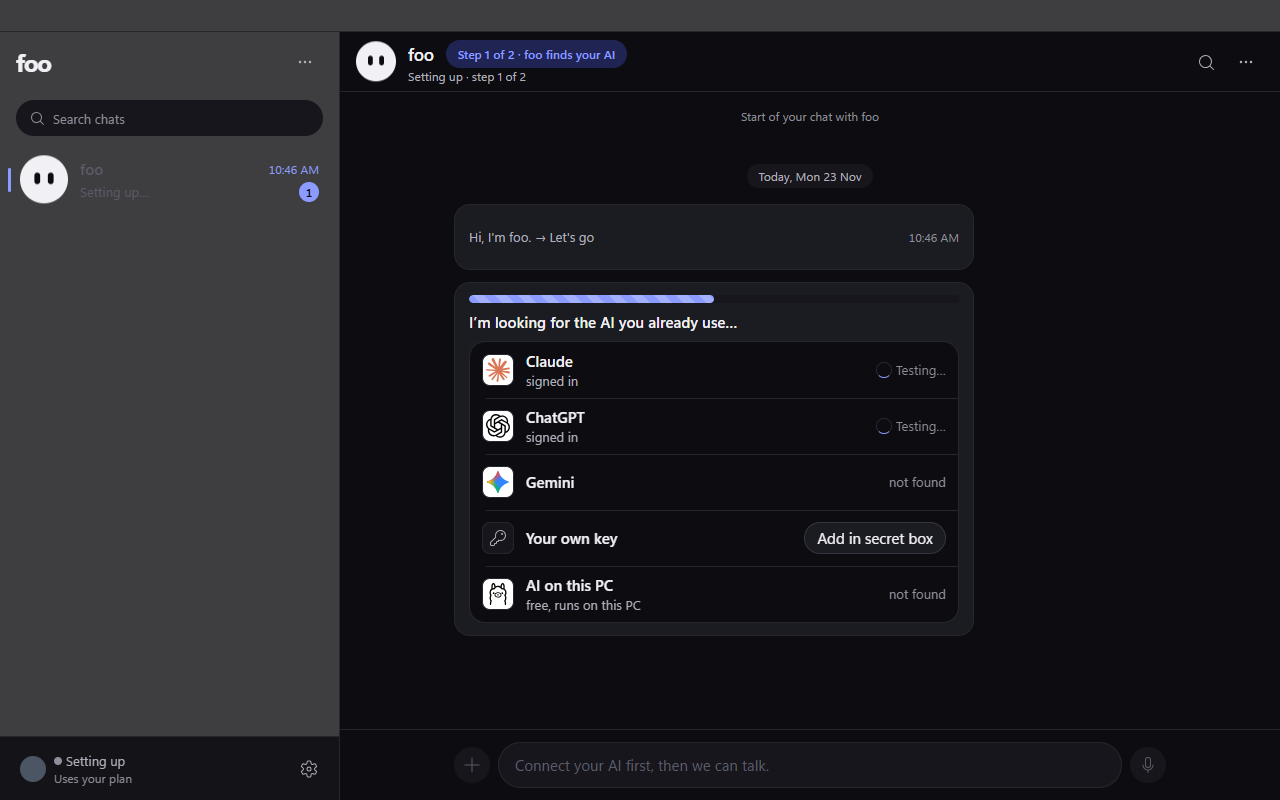 foo
Search chats
foo
10:46 AM
Setting up...
1
Setting up
Uses your plan
foo
Step 1 of 2 · foo finds your AI
Setting up · step 1 of 2
Start of your chat with foo
Today, Mon 23 Nov
Hi, I'm foo. → Let's go
10:46 AM
I'm looking for the AI you already use...
Claude
signed in
Testing...
ChatGPT
signed in
Testing...
Gemini
not found
Your own key
Add in secret box
AI on this PC
free, runs on this PC
not found
Connect your AI first, then we can talk.